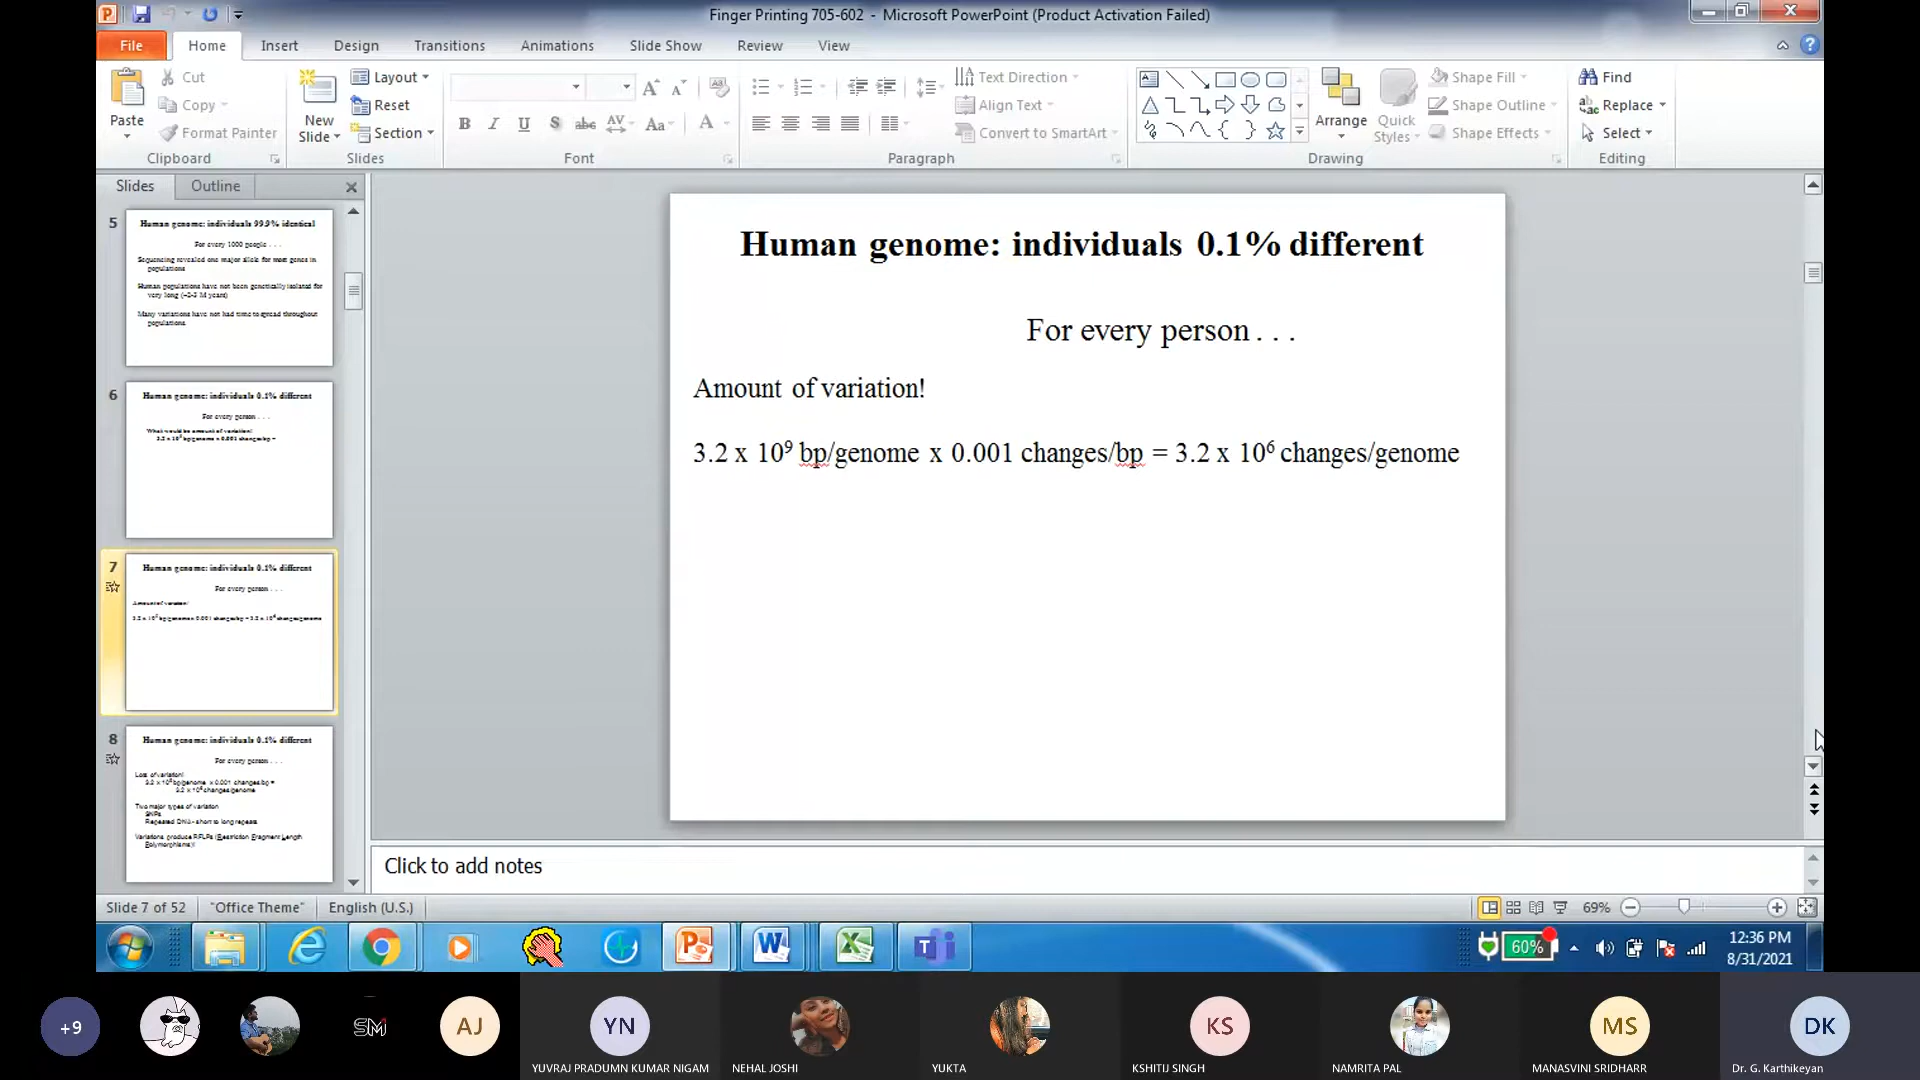 Finger Printing 705-602 - Microsoft PowerPoint (Product Activation Failed)
File Home Insert Design Transitions Animations Slide Show Review View
Paste
Cut
Copy
Format Painter
Clipboard
New
Slide
Layout
Reset
Section
Slides
Font
Text Direction
Align Text
Convert to SmartArt
Paragraph
Arrange
Quick
Styles
Shape Fill
Shape Outline
Shape Effects
Drawing
Find
Replace
Select
Editing
Slides Outline
5
Human genome: individuals 99.9% identical
For every 1000 people . . .
Sequencing revealed one major allele for most genes in
populations
Human populations have not been genetically isolated for
very long (~2-3 M years)
Many variations have not had time to spread throughout
populations
6
Human genome: individuals 0.1% different
For every person . . .
What would be amount of variation?
3.2 x 10⁹ bp/genome x 0.001 changes/bp =
7
Human genome: individuals 0.1% different
For every person . . .
Amount of variation!
3.2 x 10⁹ bp/genome x 0.001 changes/bp = 3.2 x 10⁶ changes/genome
8
Human genome: individuals 0.1% different
For every person . . .
Lots of variation!
3.2 x 10⁹ bp/genome x 0.001 changes/bp =
3.2 x 10⁶ changes/genome
Two major types of variation
SNPs
Repeated DNA - short to long repeats
Variations produce RFLPs (Restriction Fragment Length
Polymorphisms)!
Human genome: individuals 0.1% different
For every person . . .
Amount of variation!
3.2 x 10⁹ bp/genome x 0.001 changes/bp = 3.2 x 10⁶ changes/genome
Click to add notes
Slide 7 of 52 "Office Theme" English (U.S.) 69%
60%
12:36 PM
8/31/2021
+9
SM
AJ
YN
YUVRAJ PRADUMN KUMAR NIGAM
NEHAL JOSHI
YUKTA
KS
KSHITIJ SINGH
NAMRITA PAL
MS
MANASVINI SRIDHARR
DK
Dr. G. Karthikeyan